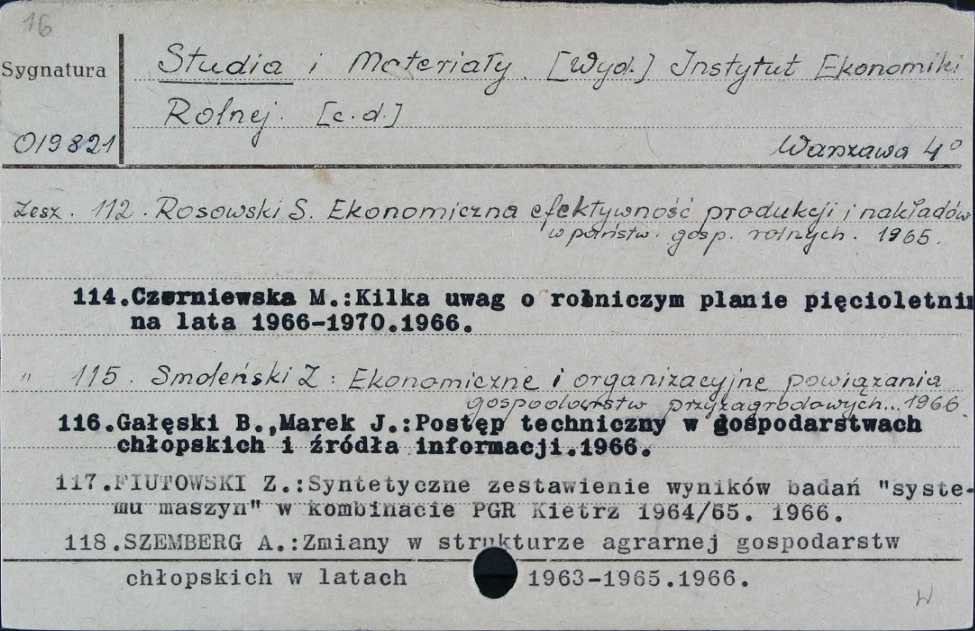 16
Sygnatura
Studia i Materiały. [Wyd.] Instytut Ekonomiki
Rolnej. [c.d.]
019821
Warszawa 4°
Zesz. 112. Rosowski S. Ekonomiczna efektywność produkcji i nakładów
w państw. gosp. rolnych. 1965.
114.Czerniewska M.:Kilka uwag o rolniczym planie pięcioletnim
na lata 1966-1970.1966.
" 115. Smoleński Z: Ekonomiczne i organizacyjne powiązania
gospodarstw przyzagrodowych... 1966.
116.Gałęski B.,Marek J.:Postęp techniczny w gospodarstwach
chłopskich i źródła informacji.1966.
117.FIUTOWSKI Z.:Syntetyczne zestawienie wyników badań "syste-
mu maszyn" w kombinacie PGR Kietrz 1964/65. 1966.
118.SZEMBERG A.:Zmiany w strukturze agrarnej gospodarstw
chłopskich w latach 1963-1965.1966.
W